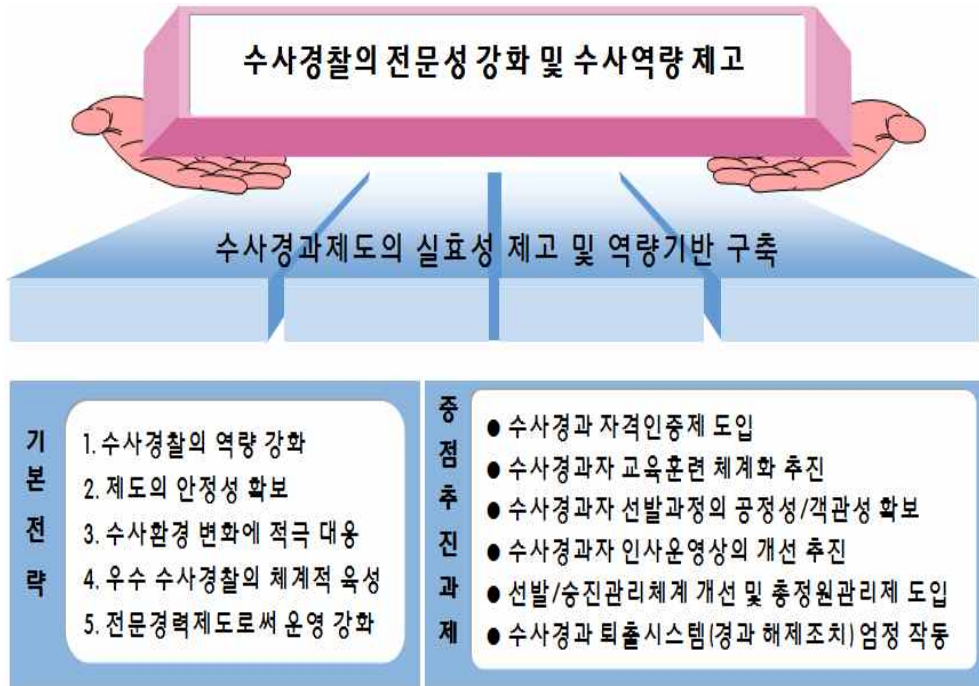 수사경찰의 전문성 강화 및 수사역량 제고
수사경과제도의 실효성 제고 및 역량기반 구축
기본전략
1. 수사경찰의 역량 강화
2. 제도의 안정성 확보
3. 수사환경 변화에 적극 대응
4. 우수 수사경찰의 체계적 육성
5. 전문경력제도로써 운영 강화
중점추진과제
● 수사경과 자격인증제 도입
● 수사경과자 교육훈련 체계화 추진
● 수사경과자 선발과정의 공정성/객관성 확보
● 수사경과자 인사운영상의 개선 추진
● 선발/승진관리체계 개선 및 총정원관리제 도입
● 수사경과 퇴출시스템(경과 해제조치) 엄정 작동